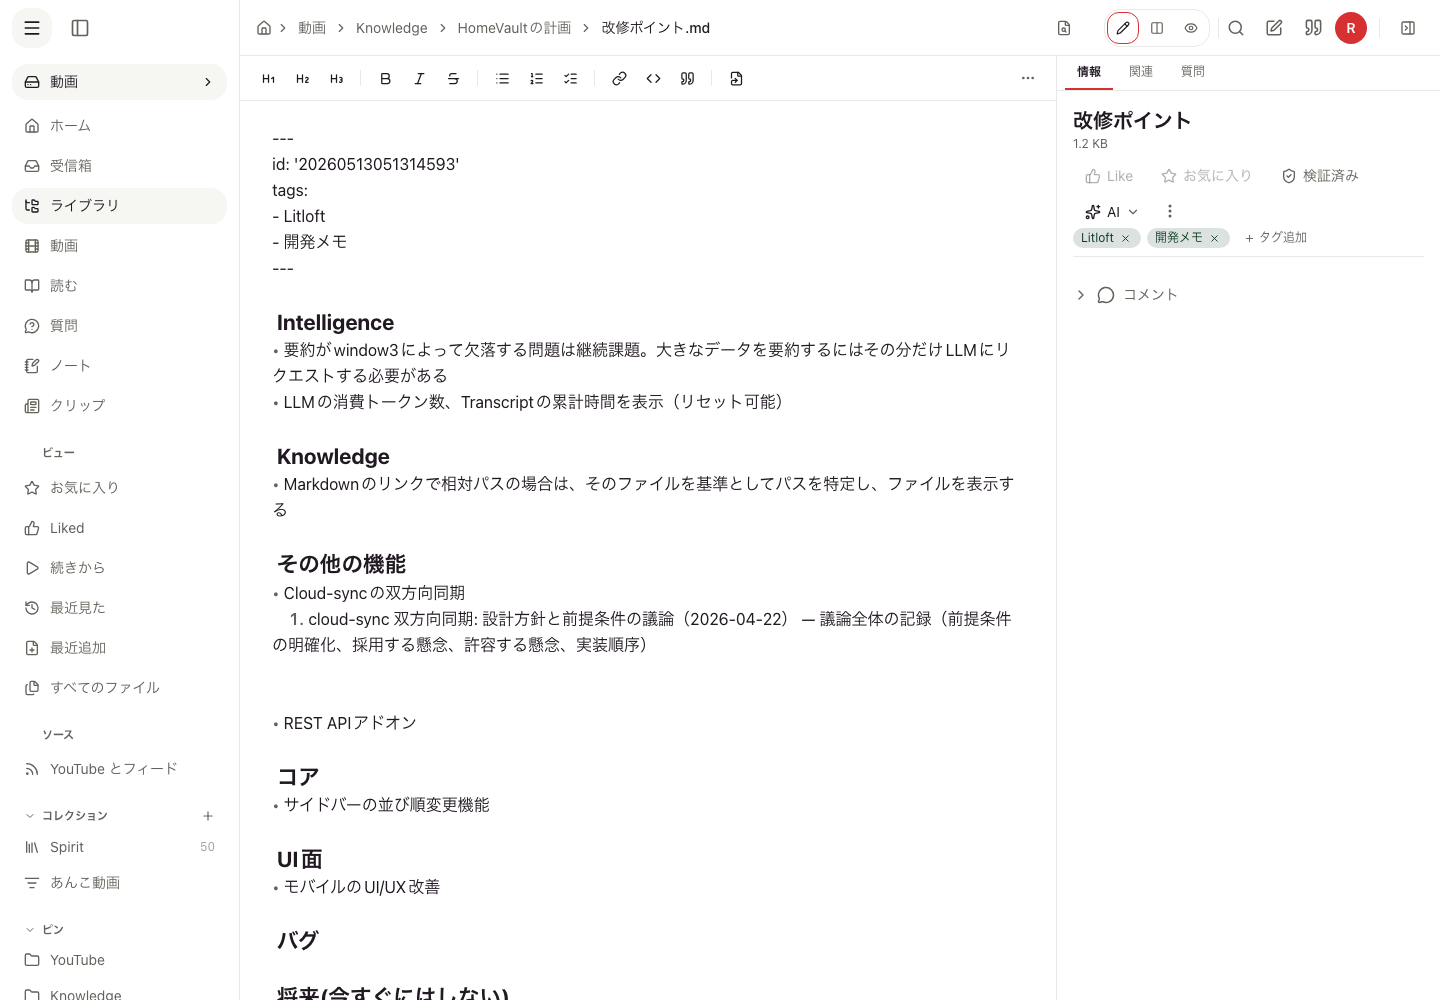 動画 > Knowledge > HomeVaultの計画 > 改修ポイント.md
R
動画
ホーム
受信箱
ライブラリ
動画
読む
質問
ノート
クリップ
ビュー
お気に入り
Liked
続きから
最近見た
最近追加
すべてのファイル
ソース
YouTube とフィード
コレクション
Spirit 50
あんこ動画
ピン
YouTube
Knowledge
H1 H2 H3 B I S
---
id: '20260513051314593'
tags:
- Litloft
- 開発メモ
---
Intelligence
• 要約がwindow3によって欠落する問題は継続課題。大きなデータを要約するにはその分だけLLMにリ
クエストする必要がある
• LLMの消費トークン数、Transcriptの累計時間を表示（リセット可能）
Knowledge
• Markdownのリンクで相対パスの場合は、そのファイルを基準としてパスを特定し、ファイルを表示す
る
その他の機能
• Cloud-syncの双方向同期
1. cloud-sync 双方向同期: 設計方針と前提条件の議論（2026-04-22） — 議論全体の記録（前提条件
の明確化、採用する懸念、許容する懸念、実装順序）
• REST APIアドオン
コア
• サイドバーの並び順変更機能
UI面
• モバイルのUI/UX改善
バグ
将来(今すぐにはしない)
情報 関連 質問
改修ポイント
1.2 KB
Like お気に入り 検証済み
AI
Litloft × 開発メモ × + タグ追加
コメント